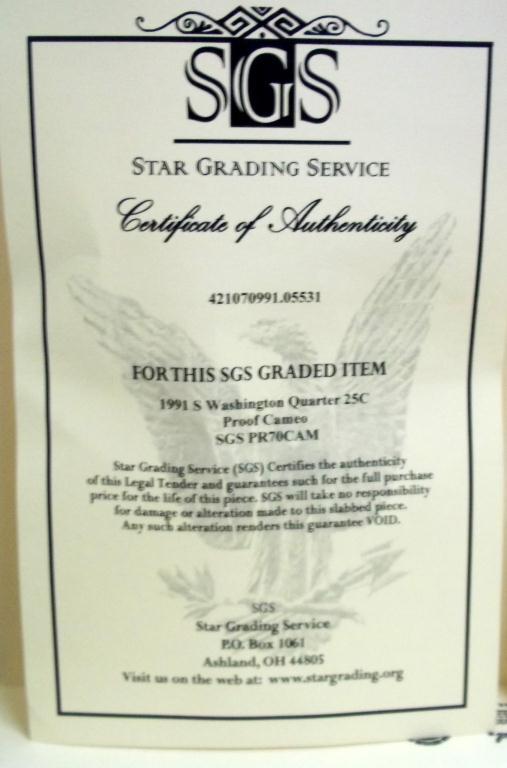 SGS
STAR GRADING SERVICE
Certificate of Authenticity
421070991.05531
FOR THIS SGS GRADED ITEM
1991 S Washington Quarter 25C
Proof Cameo
SGS PR70CAM
Star Grading Service (SGS) Certifies the authenticity
of this Legal Tender and guarantees such for the full purchase
price for the life of this piece. SGS will take no responsibility
for damage or alteration made to this slabbed piece.
Any such alteration renders this guarantee VOID.
SGS
Star Grading Service
P.O. Box 1061
Ashland, OH 44805
Visit us on the web at: www.stargrading.org